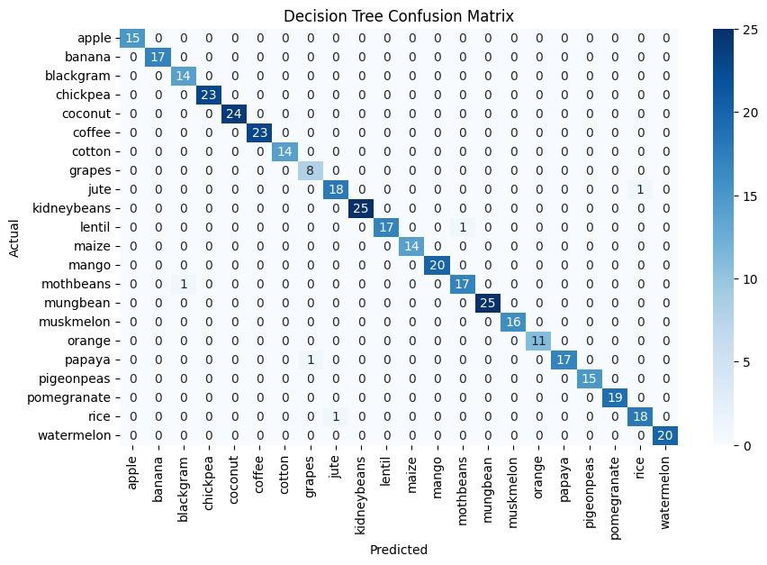 Decision Tree Confusion Matrix
apple 15 0 0 0 0 0 0 0 0 0 0 0 0 0 0 0 0 0 0 0 0 0
banana 0 17 0 0 0 0 0 0 0 0 0 0 0 0 0 0 0 0 0 0 0 0
blackgram 0 0 14 0 0 0 0 0 0 0 0 0 0 0 0 0 0 0 0 0 0 0
chickpea 0 0 0 23 0 0 0 0 0 0 0 0 0 0 0 0 0 0 0 0 0 0
coconut 0 0 0 0 24 0 0 0 0 0 0 0 0 0 0 0 0 0 0 0 0 0
coffee 0 0 0 0 0 23 0 0 0 0 0 0 0 0 0 0 0 0 0 0 0 0
cotton 0 0 0 0 0 0 14 0 0 0 0 0 0 0 0 0 0 0 0 0 0 0
grapes 0 0 0 0 0 0 0 8 0 0 0 0 0 0 0 0 0 0 0 0 0 0
jute 0 0 0 0 0 0 0 0 18 0 0 0 0 0 0 0 0 0 0 0 1 0
kidneybeans 0 0 0 0 0 0 0 0 0 25 0 0 0 0 0 0 0 0 0 0 0 0
lentil 0 0 0 0 0 0 0 0 0 0 17 0 0 1 0 0 0 0 0 0 0 0
maize 0 0 0 0 0 0 0 0 0 0 0 14 0 0 0 0 0 0 0 0 0 0
mango 0 0 0 0 0 0 0 0 0 0 0 0 20 0 0 0 0 0 0 0 0 0
mothbeans 0 0 1 0 0 0 0 0 0 0 0 0 0 17 0 0 0 0 0 0 0 0
mungbean 0 0 0 0 0 0 0 0 0 0 0 0 0 0 25 0 0 0 0 0 0 0
muskmelon 0 0 0 0 0 0 0 0 0 0 0 0 0 0 0 16 0 0 0 0 0 0
orange 0 0 0 0 0 0 0 0 0 0 0 0 0 0 0 0 11 0 0 0 0 0
papaya 0 0 0 0 0 0 0 1 0 0 0 0 0 0 0 0 0 17 0 0 0 0
pigeonpeas 0 0 0 0 0 0 0 0 0 0 0 0 0 0 0 0 0 0 15 0 0 0
pomegranate 0 0 0 0 0 0 0 0 0 0 0 0 0 0 0 0 0 0 0 19 0 0
rice 0 0 0 0 0 0 0 0 1 0 0 0 0 0 0 0 0 0 0 0 18 0
watermelon 0 0 0 0 0 0 0 0 0 0 0 0 0 0 0 0 0 0 0 0 0 20
Actual
apple
banana
blackgram
chickpea
coconut
coffee
cotton
grapes
jute
kidneybeans
lentil
maize
mango
mothbeans
mungbean
muskmelon
orange
papaya
pigeonpeas
pomegranate
rice
watermelon
Predicted
25
20
15
10
5
0